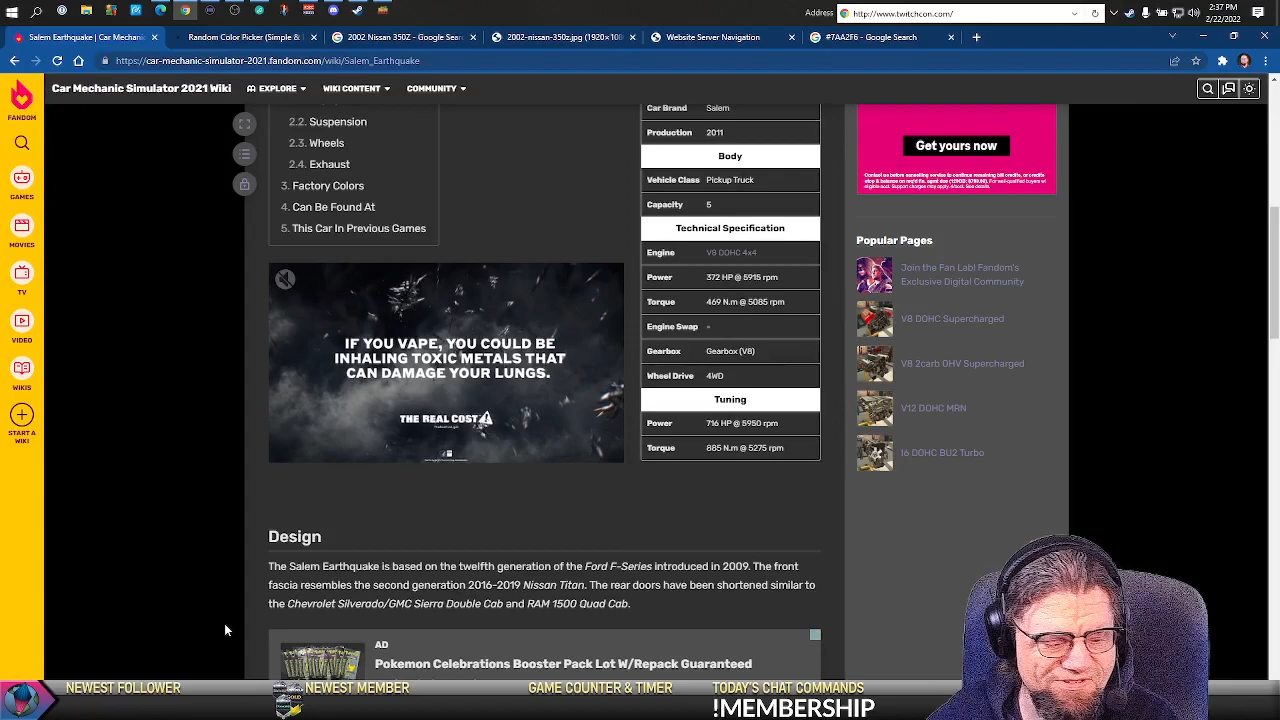 Address
http://www.twitchcon.com/
2:37 PM
2/22/2022
Salem Earthquake | Car Mechanic
Random Color Picker (Simple &
2002 Nissan 350Z - Google Sear
2002-nissan-350z.jpg (1920×108
Website Server Navigation
#7AA2F6 - Google Search
car-mechanic-simulator-2021.fandom.com/wiki/Salem_Earthquake
FANDOM
GAMES
MOVIES
TV
VIDEO
WIKIS
START A
WIKI
Car Mechanic Simulator 2021 Wiki
EXPLORE
WIKI CONTENT
COMMUNITY
2.2. Suspension
2.3. Wheels
2.4. Exhaust
3. Factory Colors
4. Can Be Found At
5. This Car In Previous Games
IF YOU VAPE, YOU COULD BE
INHALING TOXIC METALS THAT
CAN DAMAGE YOUR LUNGS.
THE REAL COST
Car Brand Salem
Production 2011
Body
Vehicle Class Pickup Truck
Capacity 5
Technical Specification
Engine V8 DOHC 4x4
Power 372 HP @ 5915 rpm
Torque 469 N.m @ 5085 rpm
Engine Swap -
Gearbox Gearbox (V8)
Wheel Drive 4WD
Tuning
Power 716 HP @ 5950 rpm
Torque 885 N.m @ 5275 rpm
Get yours now
Popular Pages
Join the Fan Lab! Fandom's
Exclusive Digital Community
V8 DOHC Supercharged
V8 2carb OHV Supercharged
V12 DOHC MRN
I6 DOHC BU2 Turbo
Design
The Salem Earthquake is based on the twelfth generation of the Ford F-Series introduced in 2009. The front
fascia resembles the second generation 2016-2019 Nissan Titan. The rear doors have been shortened similar to
the Chevrolet Silverado/GMC Sierra Double Cab and RAM 1500 Quad Cab.
AD
Pokemon Celebrations Booster Pack Lot W/Repack Guaranteed
NEWEST FOLLOWER
NEWEST MEMBER
GAME COUNTER & TIMER
TODAY'S CHAT COMMANDS
!MEMBERSHIP